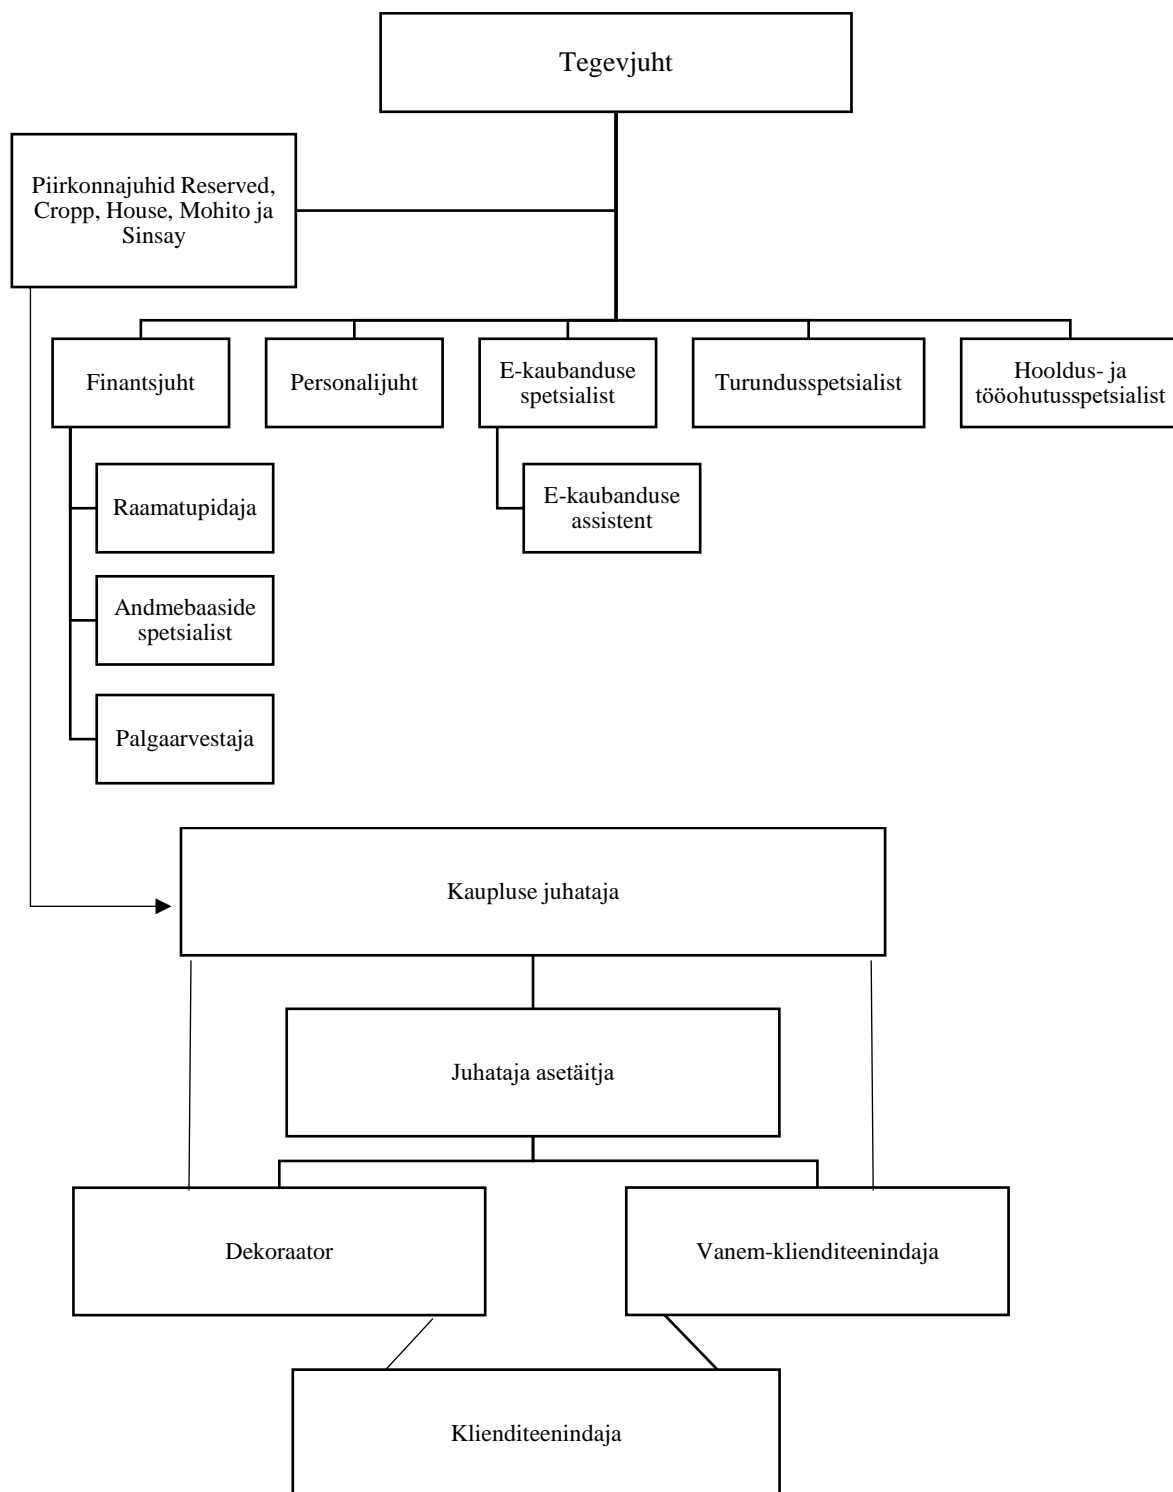 Tegevjuht
Piirkonnajuhid Reserved,
Cropp, House, Mohito ja
Sinsay
Finantsjuht
Personalijuht
E-kaubanduse
spetsialist
Turundusspetsialist
Hooldus- ja
tööohutusspetsialist
Raamatupidaja
E-kaubanduse
assistent
Andmebaaside
spetsialist
Palgaarvestaja
Kaupluse juhataja
Juhataja asetäitja
Dekoraator
Vanem-klienditeenindaja
Klienditeenindaja